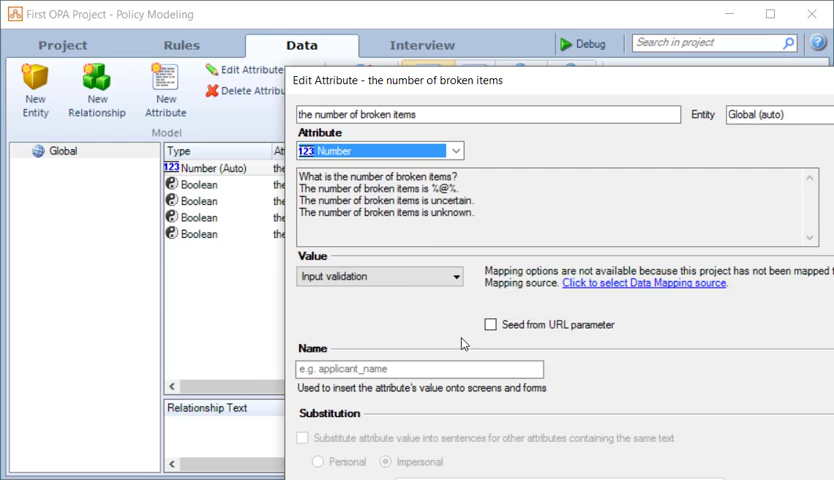 First OPA Project - Policy Modeling
Project
Rules
Data
Interview
Debug
Search in project
New Entity
New Relationship
New Attribute
Edit Attribute
Delete Attribu
Model
Edit Attribute - the number of broken items
the number of broken items
Entity
Global (auto)
Attribute
123 Number
What is the number of broken items?
The number of broken items is %@%.
The number of broken items is uncertain.
The number of broken items is unknown.
Value
Input validation
Mapping options are not available because this project has not been mapped t
Mapping source. Click to select Data Mapping source.
Seed from URL parameter
Name
e.g. applicant_name
Used to insert the attribute's value onto screens and forms
Substitution
Substitute attribute value into sentences for other attributes containing the same text
Personal
Impersonal
Global
Type
At
123 Number (Auto)
the
Boolean
the
Boolean
the
Boolean
the
Boolean
the
Relationship Text